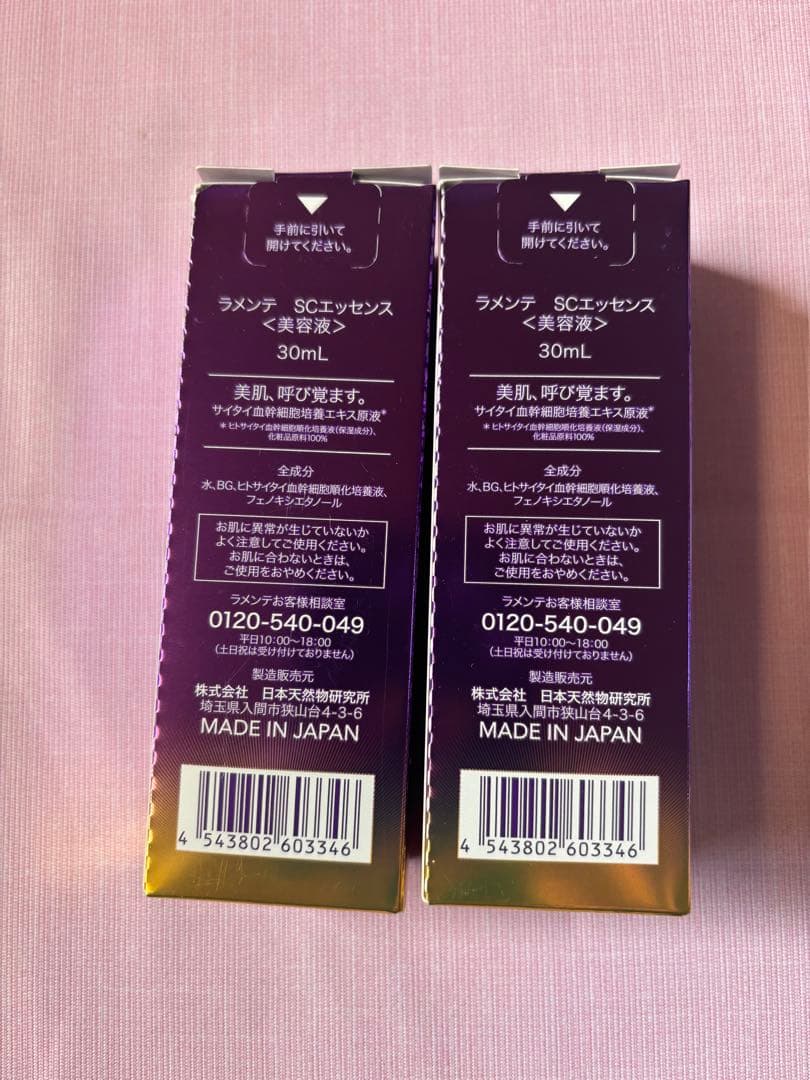 手前に引いて
開けてください。
ラメンテ　SCエッセンス
＜美容液＞
30mL
美肌、呼び覚ます。
サイタイ血幹細胞培養エキス原液*
＊ヒトサイタイ血幹細胞順化培養液(保湿成分)、
化粧品原料100%
全成分
水、BG、ヒトサイタイ血幹細胞順化培養液、
フェノキシエタノール
お肌に異常が生じていないか
よく注意してご使用ください。
お肌に合わないときは、
ご使用をおやめください。
ラメンテお客様相談室
0120-540-049
平日10:00～18:00
(土日祝は受け付けておりません)
製造販売元
株式会社　日本天然物研究所
埼玉県入間市狭山台4-3-6
MADE IN JAPAN
4 543802 603346
手前に引いて
開けてください。
ラメンテ　SCエッセンス
＜美容液＞
30mL
美肌、呼び覚ます。
サイタイ血幹細胞培養エキス原液*
＊ヒトサイタイ血幹細胞順化培養液(保湿成分)、
化粧品原料100%
全成分
水、BG、ヒトサイタイ血幹細胞順化培養液、
フェノキシエタノール
お肌に異常が生じていないか
よく注意してご使用ください。
お肌に合わないときは、
ご使用をおやめください。
ラメンテお客様相談室
0120-540-049
平日10:00～18:00
(土日祝は受け付けておりません)
製造販売元
株式会社　日本天然物研究所
埼玉県入間市狭山台4-3-6
MADE IN JAPAN
4 543802 603346